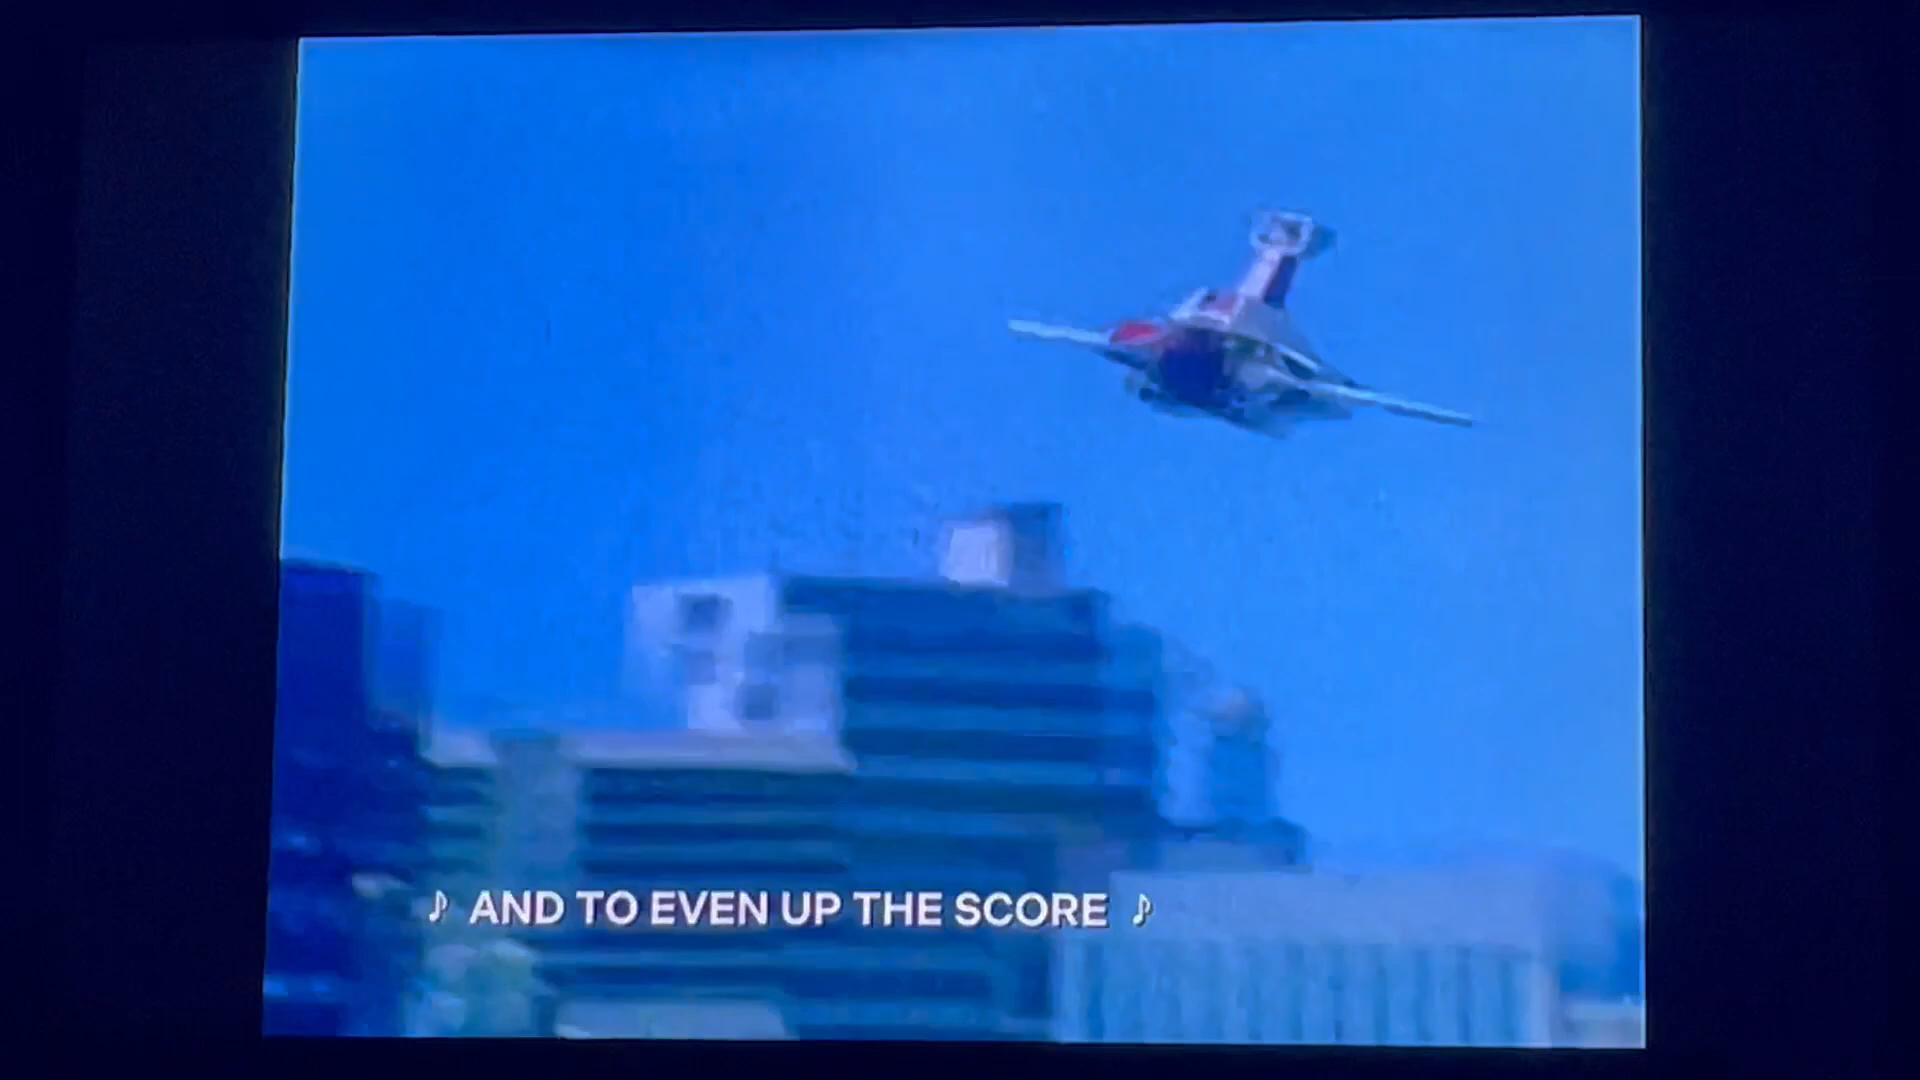 ♪ AND TO EVEN UP THE SCORE ♪